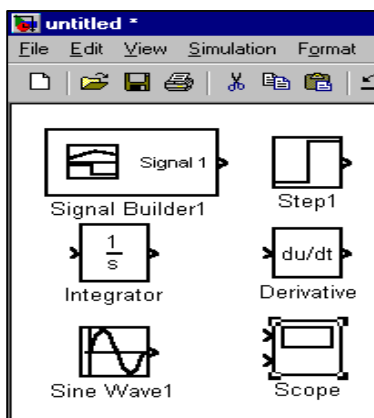 untitled *
File Edit View Simulation Format
Signal 1
Signal Builder1 Step1
1
s
du/dt
Integrator Derivative
Sine Wave1 Scope